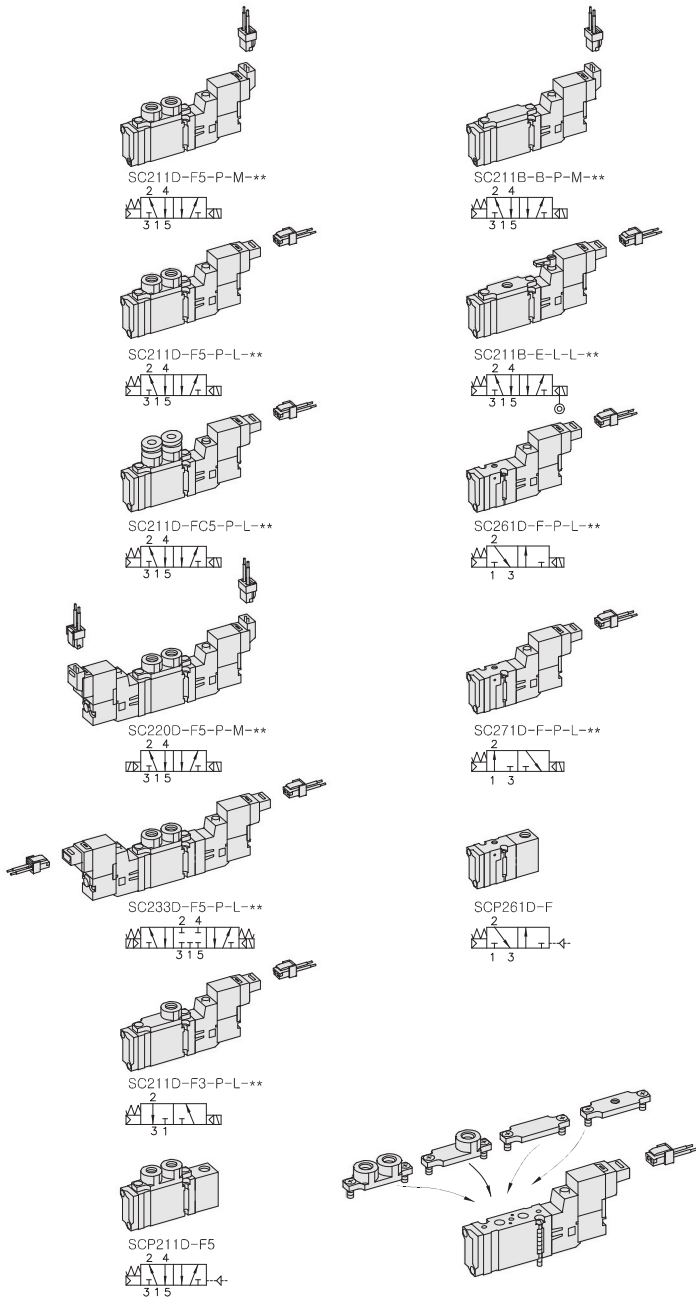 SC211D-F5-P-M-**
2 4
3 1 5
SC211D-F5-P-L-**
2 4
3 1 5
SC211D-FC5-P-L-**
2 4
3 1 5
SC220D-F5-P-M-**
2 4
3 1 5
SC233D-F5-P-L-**
2 4
3 1 5
SC211D-F3-P-L-**
2
3 1
SCP211D-F5
2 4
3 1 5
SC211B-B-P-M-**
2 4
3 1 5
SC211B-E-L-L-**
2 4
3 1 5
SC261D-F-P-L-**
2
1 3
SC271D-F-P-L-**
2
1 3
SCP261D-F
2
1 3